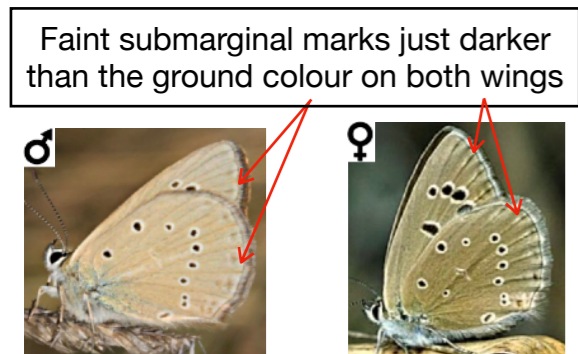 Faint submarginal marks just darker
than the ground colour on both wings
♂
♀